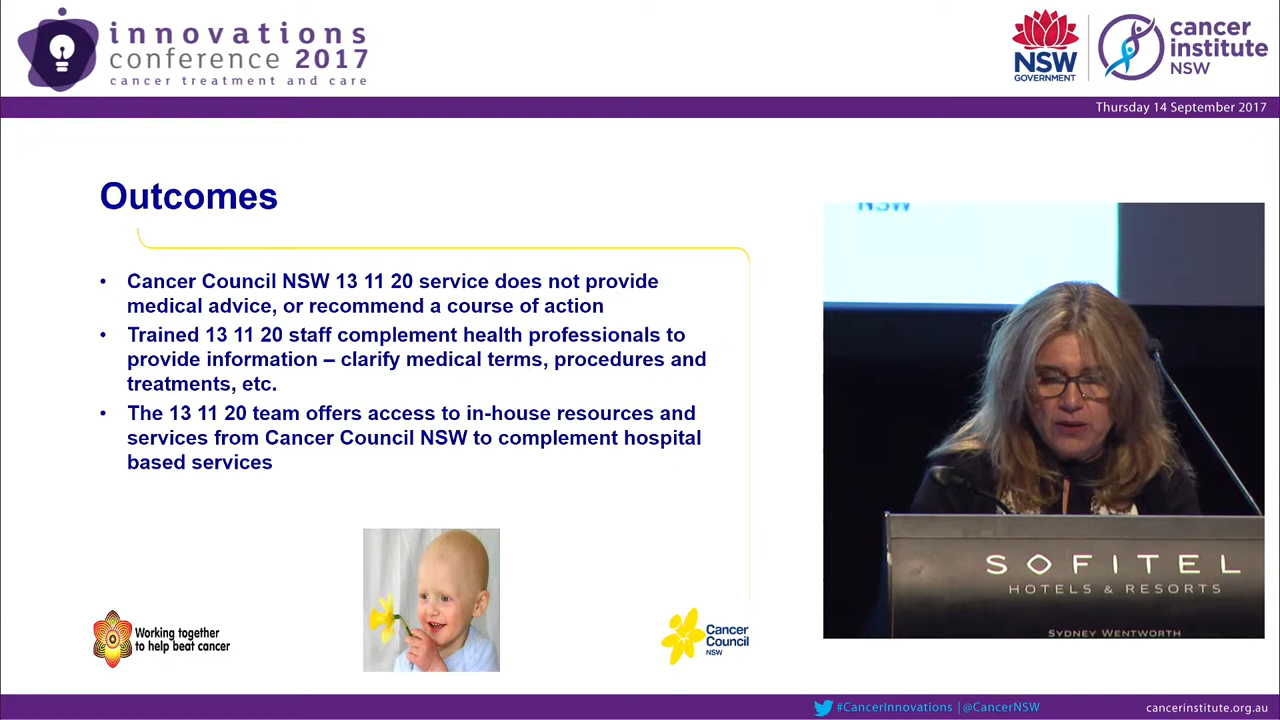 innovations
conference 2017
cancer treatment and care
NSW
GOVERNMENT
cancer
institute
NSW
Thursday 14 September 2017
Outcomes
• Cancer Council NSW 13 11 20 service does not provide
medical advice, or recommend a course of action
• Trained 13 11 20 staff complement health professionals to
provide information – clarify medical terms, procedures and
treatments, etc.
• The 13 11 20 team offers access to in-house resources and
services from Cancer Council NSW to complement hospital
based services
Working together
to help beat cancer
Cancer
Council
NSW
NSW
SOFITEL
HOTELS & RESORTS
SYDNEY WENTWORTH
#CancerInnovations | @CancerNSW
cancerinstitute.org.au